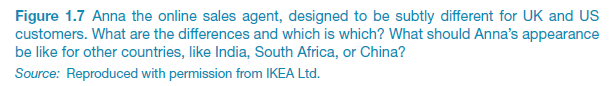 Figure 1.7 Anna the online sales agent, designed to be subtly different for UK and US
customers. What are the differences and which is which? What should Anna's appearance
be like for other countries, like India, South Africa, or China?
Source: Reproduced with permission from IKEA Ltd.